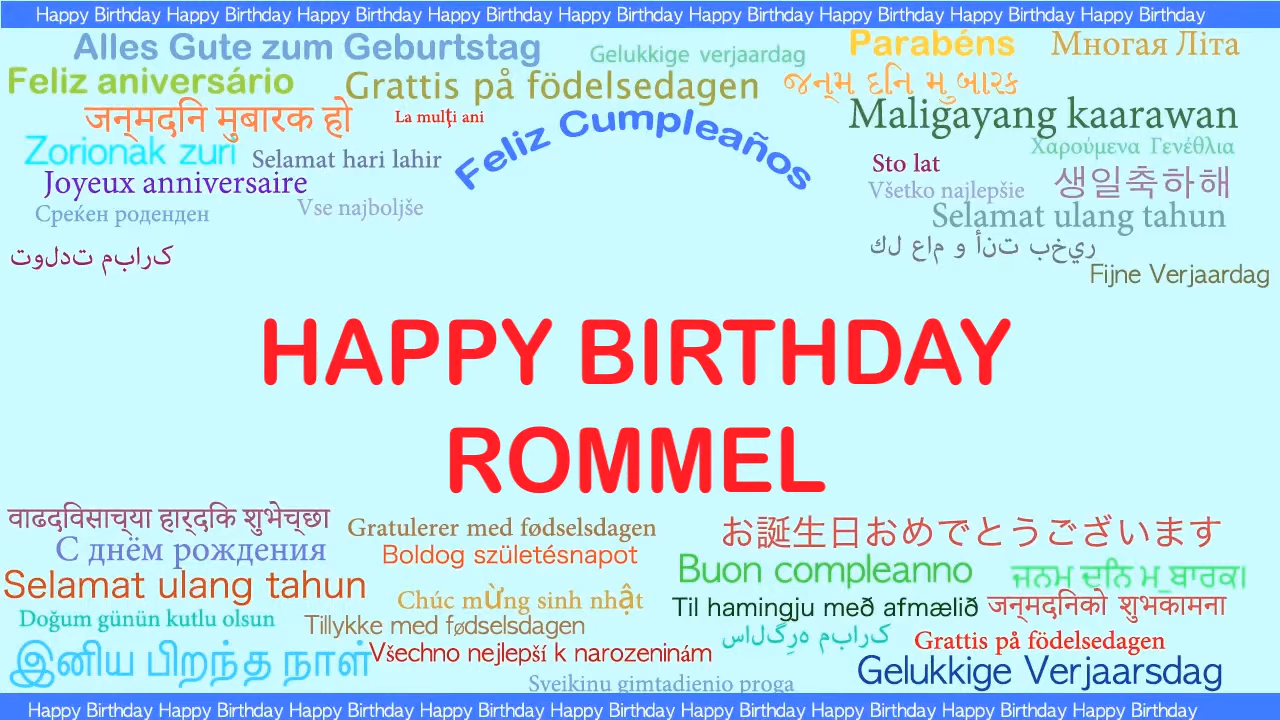 Happy Birthday Happy Birthday Happy Birthday Happy Birthday Happy Birthday Happy Birthday Happy Birthday Happy Birthday Happy Birthday
Alles Gute zum Geburtstag
Gelukkige verjaardag
Parabéns
Многая Літа
Feliz aniversário
Grattis på födelsedagen
જન્મ દનિ મુબારક
जन्मदनि मुबारक हो
La mulţi ani
Feliz Cumpleaños
Maligayang kaarawan
Zorionak zuri
Selamat hari lahir
Χαρούμενα Γενέθλια
Sto lat
Joyeux anniversaire
Všetko najlepšie
생일축하해
Среќен роденден
Vse najboljše
Selamat ulang tahun
تولدت مبارک
كل عام و أنت بخير
Fijne Verjaardag
HAPPY BIRTHDAY
ROMMEL
वाढदविसाच्या हार्दकि शुभेच्छा
Gratulerer med fødselsdagen
お誕生日おめでとうございます
С днём рождения
Boldog születésnapot
Buon compleanno
ਜਨਮ ਦਨਿ ਮੁਬਾਰਕ।
Selamat ulang tahun
Chúc mừng sinh nhật
Til hamingju með afmælið
जन्मदनिको शुभकामना
Doğum günün kutlu olsun
Tillykke med fødselsdagen
سالگِرہ مبارک
Grattis på födelsedagen
இனிய பிறந்த நாள்
Všechno nejlepší k narozeninám
Gelukkige Verjaarsdag
Sveikinu gimtadienio proga
Happy Birthday Happy Birthday Happy Birthday Happy Birthday Happy Birthday Happy Birthday Happy Birthday Happy Birthday Happy Birthday